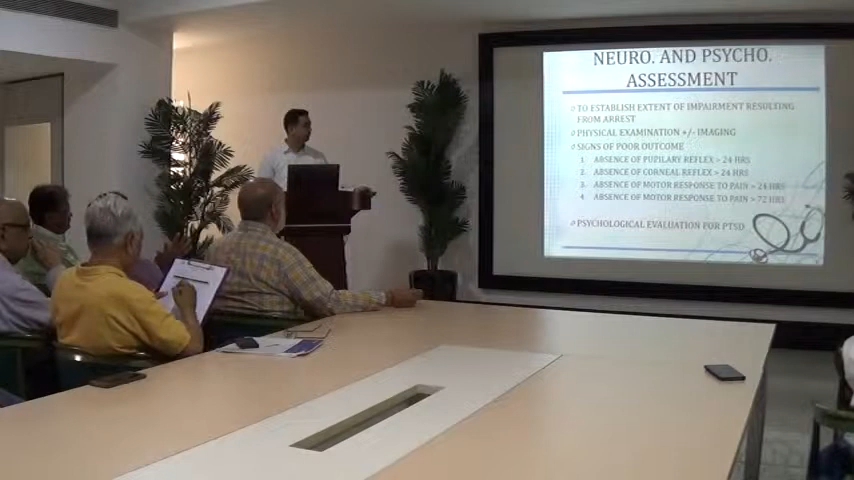 NEURO. AND PSYCHO.
ASSESSMENT
TO ESTABLISH EXTENT OF IMPAIRMENT RESULTING
FROM ARREST
PHYSICAL EXAMINATION +/- IMAGING
SIGNS OF POOR OUTCOME
1. ABSENCE OF PUPILARY REFLEX > 24 HRS
2. ABSENCE OF CORNEAL REFLEX > 24 HRS
3. ABSENCE OF MOTOR RESPONSE TO PAIN > 24 HRS
4. ABSENCE OF MOTOR RESPONSE TO PAIN > 72 HRS
PSYCHOLOGICAL EVALUATION FOR PTSD